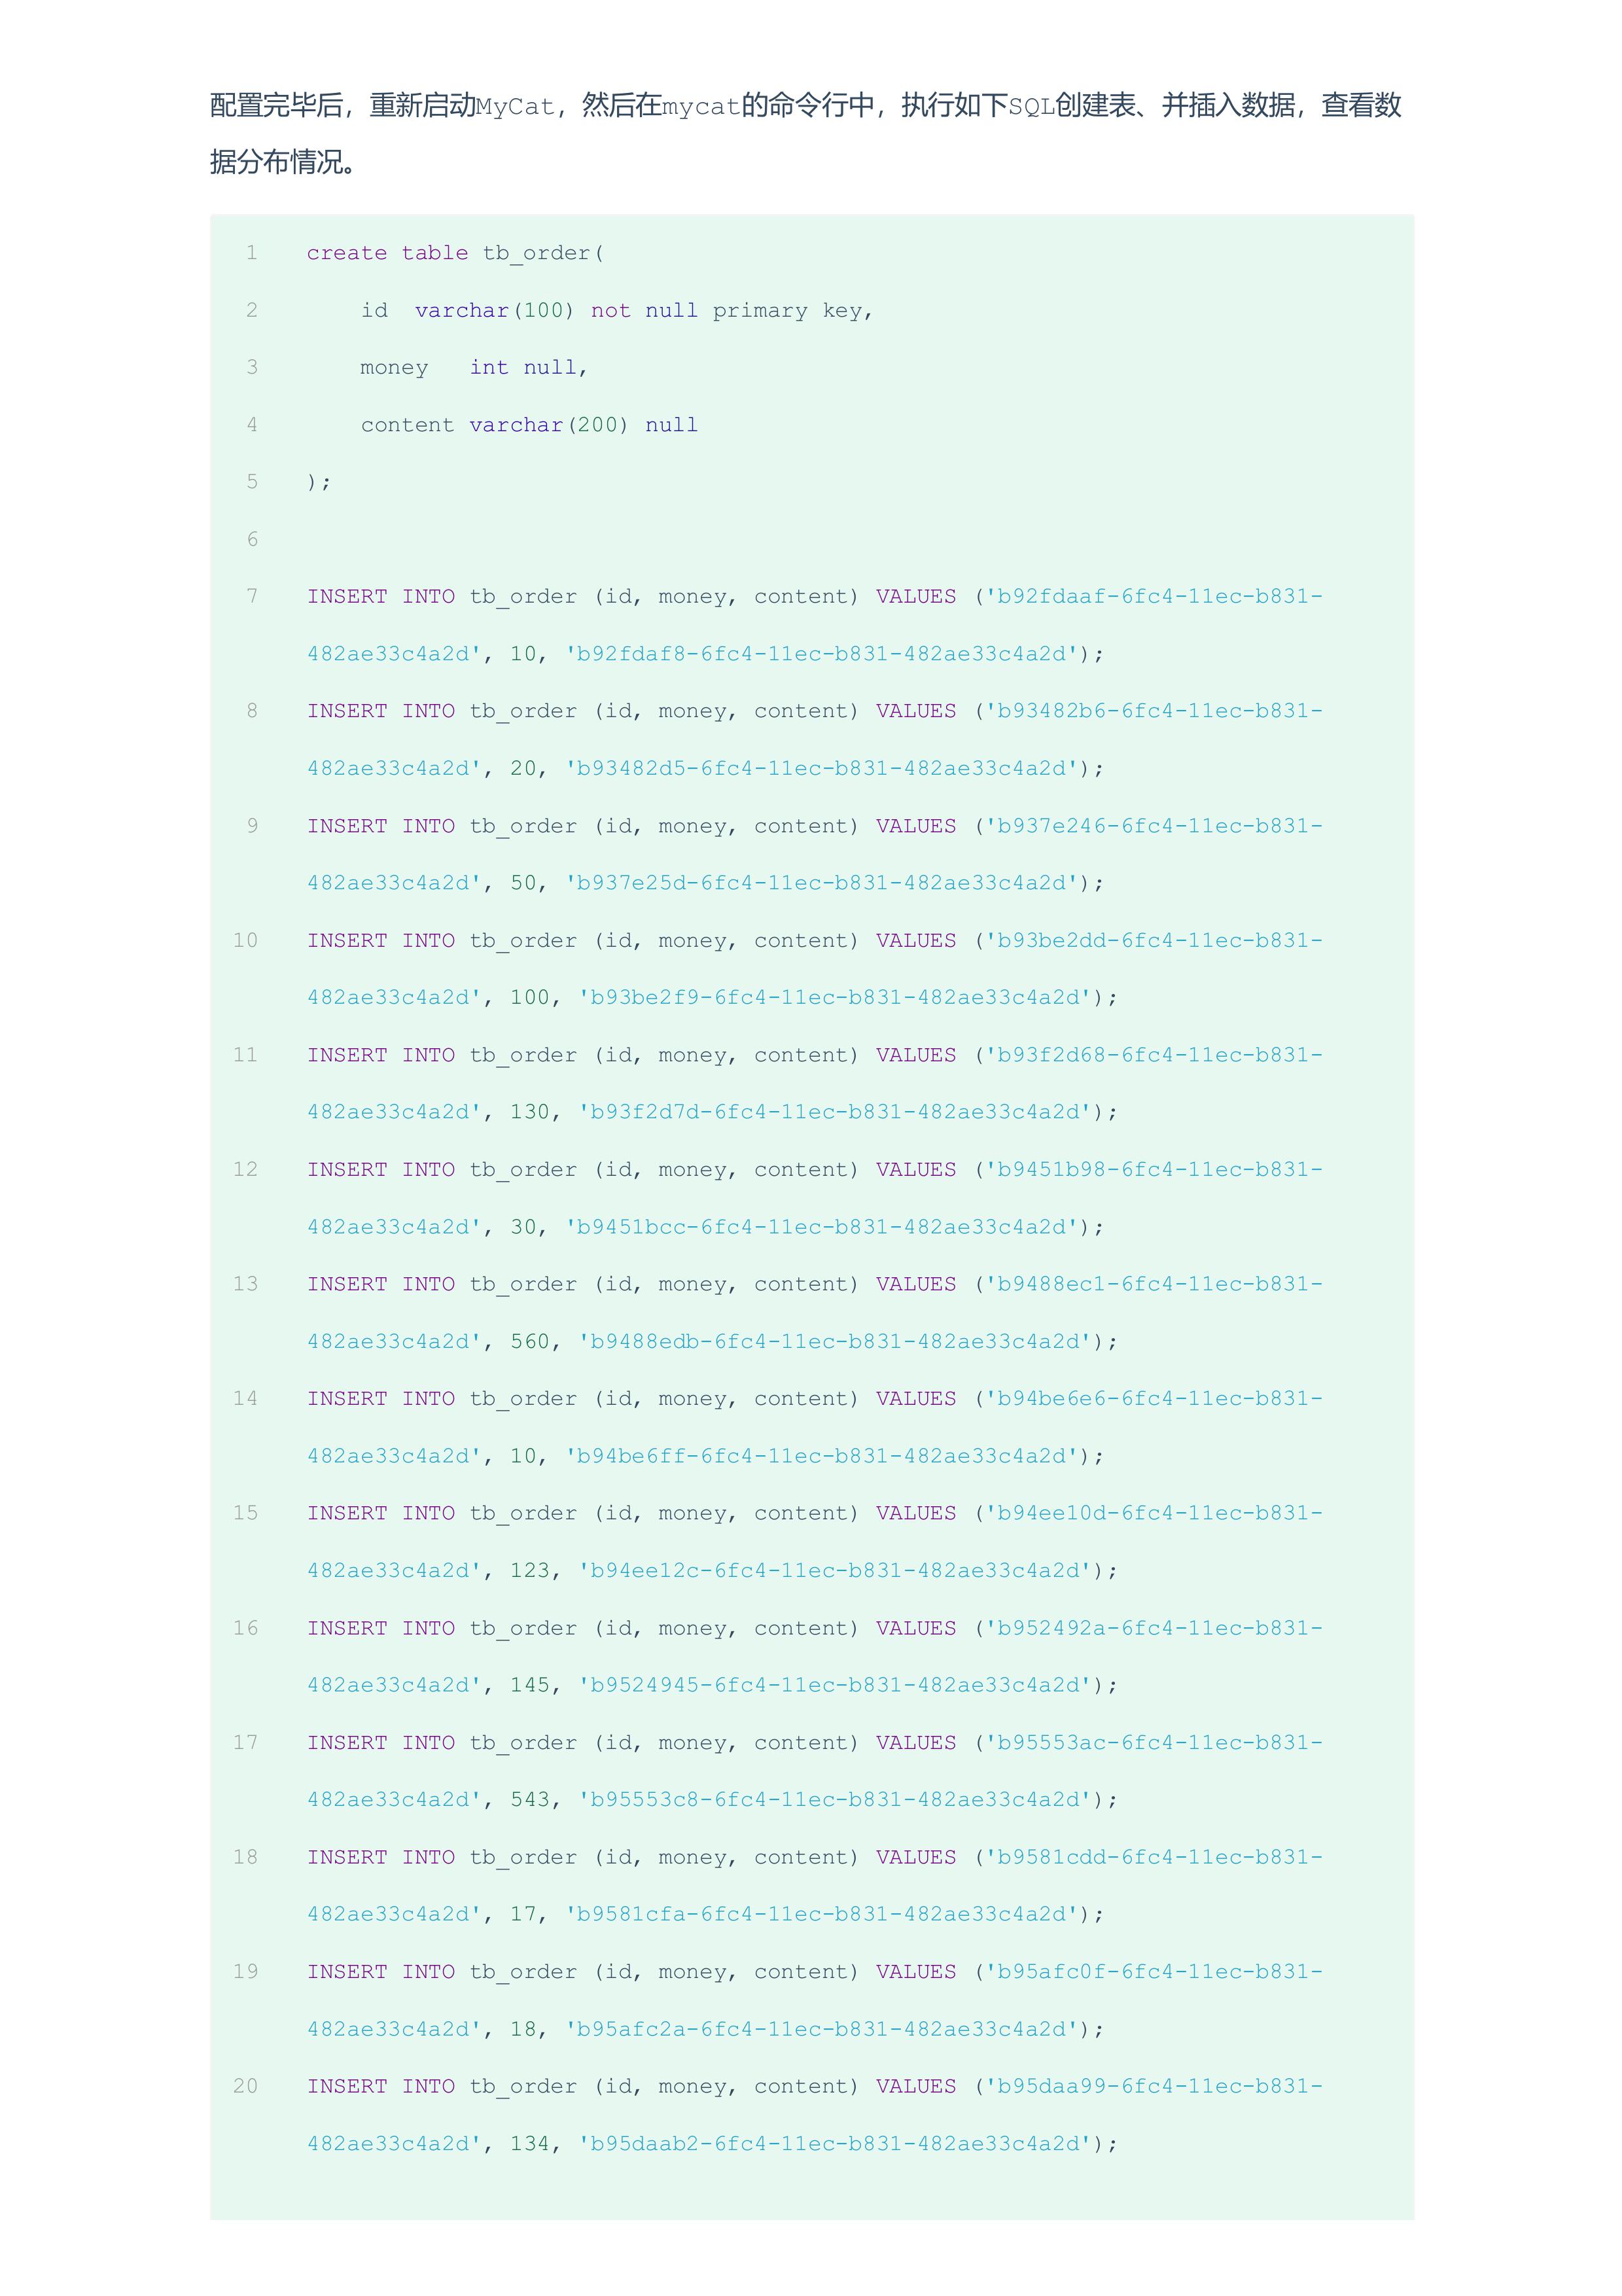 配置完毕后，重新启动MyCat，然后在mycat的命令行中，执行如下SQL创建表、并插入数据，查看数
据分布情况。
1 create table tb_order(
2     id  varchar(100) not null primary key,
3     money   int null,
4     content varchar(200) null
5 );
6
7 INSERT INTO tb_order (id, money, content) VALUES ('b92fdaaf-6fc4-11ec-b831-
482ae33c4a2d', 10, 'b92fdaf8-6fc4-11ec-b831-482ae33c4a2d');
8 INSERT INTO tb_order (id, money, content) VALUES ('b93482b6-6fc4-11ec-b831-
482ae33c4a2d', 20, 'b93482d5-6fc4-11ec-b831-482ae33c4a2d');
9 INSERT INTO tb_order (id, money, content) VALUES ('b937e246-6fc4-11ec-b831-
482ae33c4a2d', 50, 'b937e25d-6fc4-11ec-b831-482ae33c4a2d');
10 INSERT INTO tb_order (id, money, content) VALUES ('b93be2dd-6fc4-11ec-b831-
482ae33c4a2d', 100, 'b93be2f9-6fc4-11ec-b831-482ae33c4a2d');
11 INSERT INTO tb_order (id, money, content) VALUES ('b93f2d68-6fc4-11ec-b831-
482ae33c4a2d', 130, 'b93f2d7d-6fc4-11ec-b831-482ae33c4a2d');
12 INSERT INTO tb_order (id, money, content) VALUES ('b9451b98-6fc4-11ec-b831-
482ae33c4a2d', 30, 'b9451bcc-6fc4-11ec-b831-482ae33c4a2d');
13 INSERT INTO tb_order (id, money, content) VALUES ('b9488ec1-6fc4-11ec-b831-
482ae33c4a2d', 560, 'b9488edb-6fc4-11ec-b831-482ae33c4a2d');
14 INSERT INTO tb_order (id, money, content) VALUES ('b94be6e6-6fc4-11ec-b831-
482ae33c4a2d', 10, 'b94be6ff-6fc4-11ec-b831-482ae33c4a2d');
15 INSERT INTO tb_order (id, money, content) VALUES ('b94ee10d-6fc4-11ec-b831-
482ae33c4a2d', 123, 'b94ee12c-6fc4-11ec-b831-482ae33c4a2d');
16 INSERT INTO tb_order (id, money, content) VALUES ('b952492a-6fc4-11ec-b831-
482ae33c4a2d', 145, 'b9524945-6fc4-11ec-b831-482ae33c4a2d');
17 INSERT INTO tb_order (id, money, content) VALUES ('b95553ac-6fc4-11ec-b831-
482ae33c4a2d', 543, 'b95553c8-6fc4-11ec-b831-482ae33c4a2d');
18 INSERT INTO tb_order (id, money, content) VALUES ('b9581cdd-6fc4-11ec-b831-
482ae33c4a2d', 17, 'b9581cfa-6fc4-11ec-b831-482ae33c4a2d');
19 INSERT INTO tb_order (id, money, content) VALUES ('b95afc0f-6fc4-11ec-b831-
482ae33c4a2d', 18, 'b95afc2a-6fc4-11ec-b831-482ae33c4a2d');
20 INSERT INTO tb_order (id, money, content) VALUES ('b95daa99-6fc4-11ec-b831-
482ae33c4a2d', 134, 'b95daab2-6fc4-11ec-b831-482ae33c4a2d');